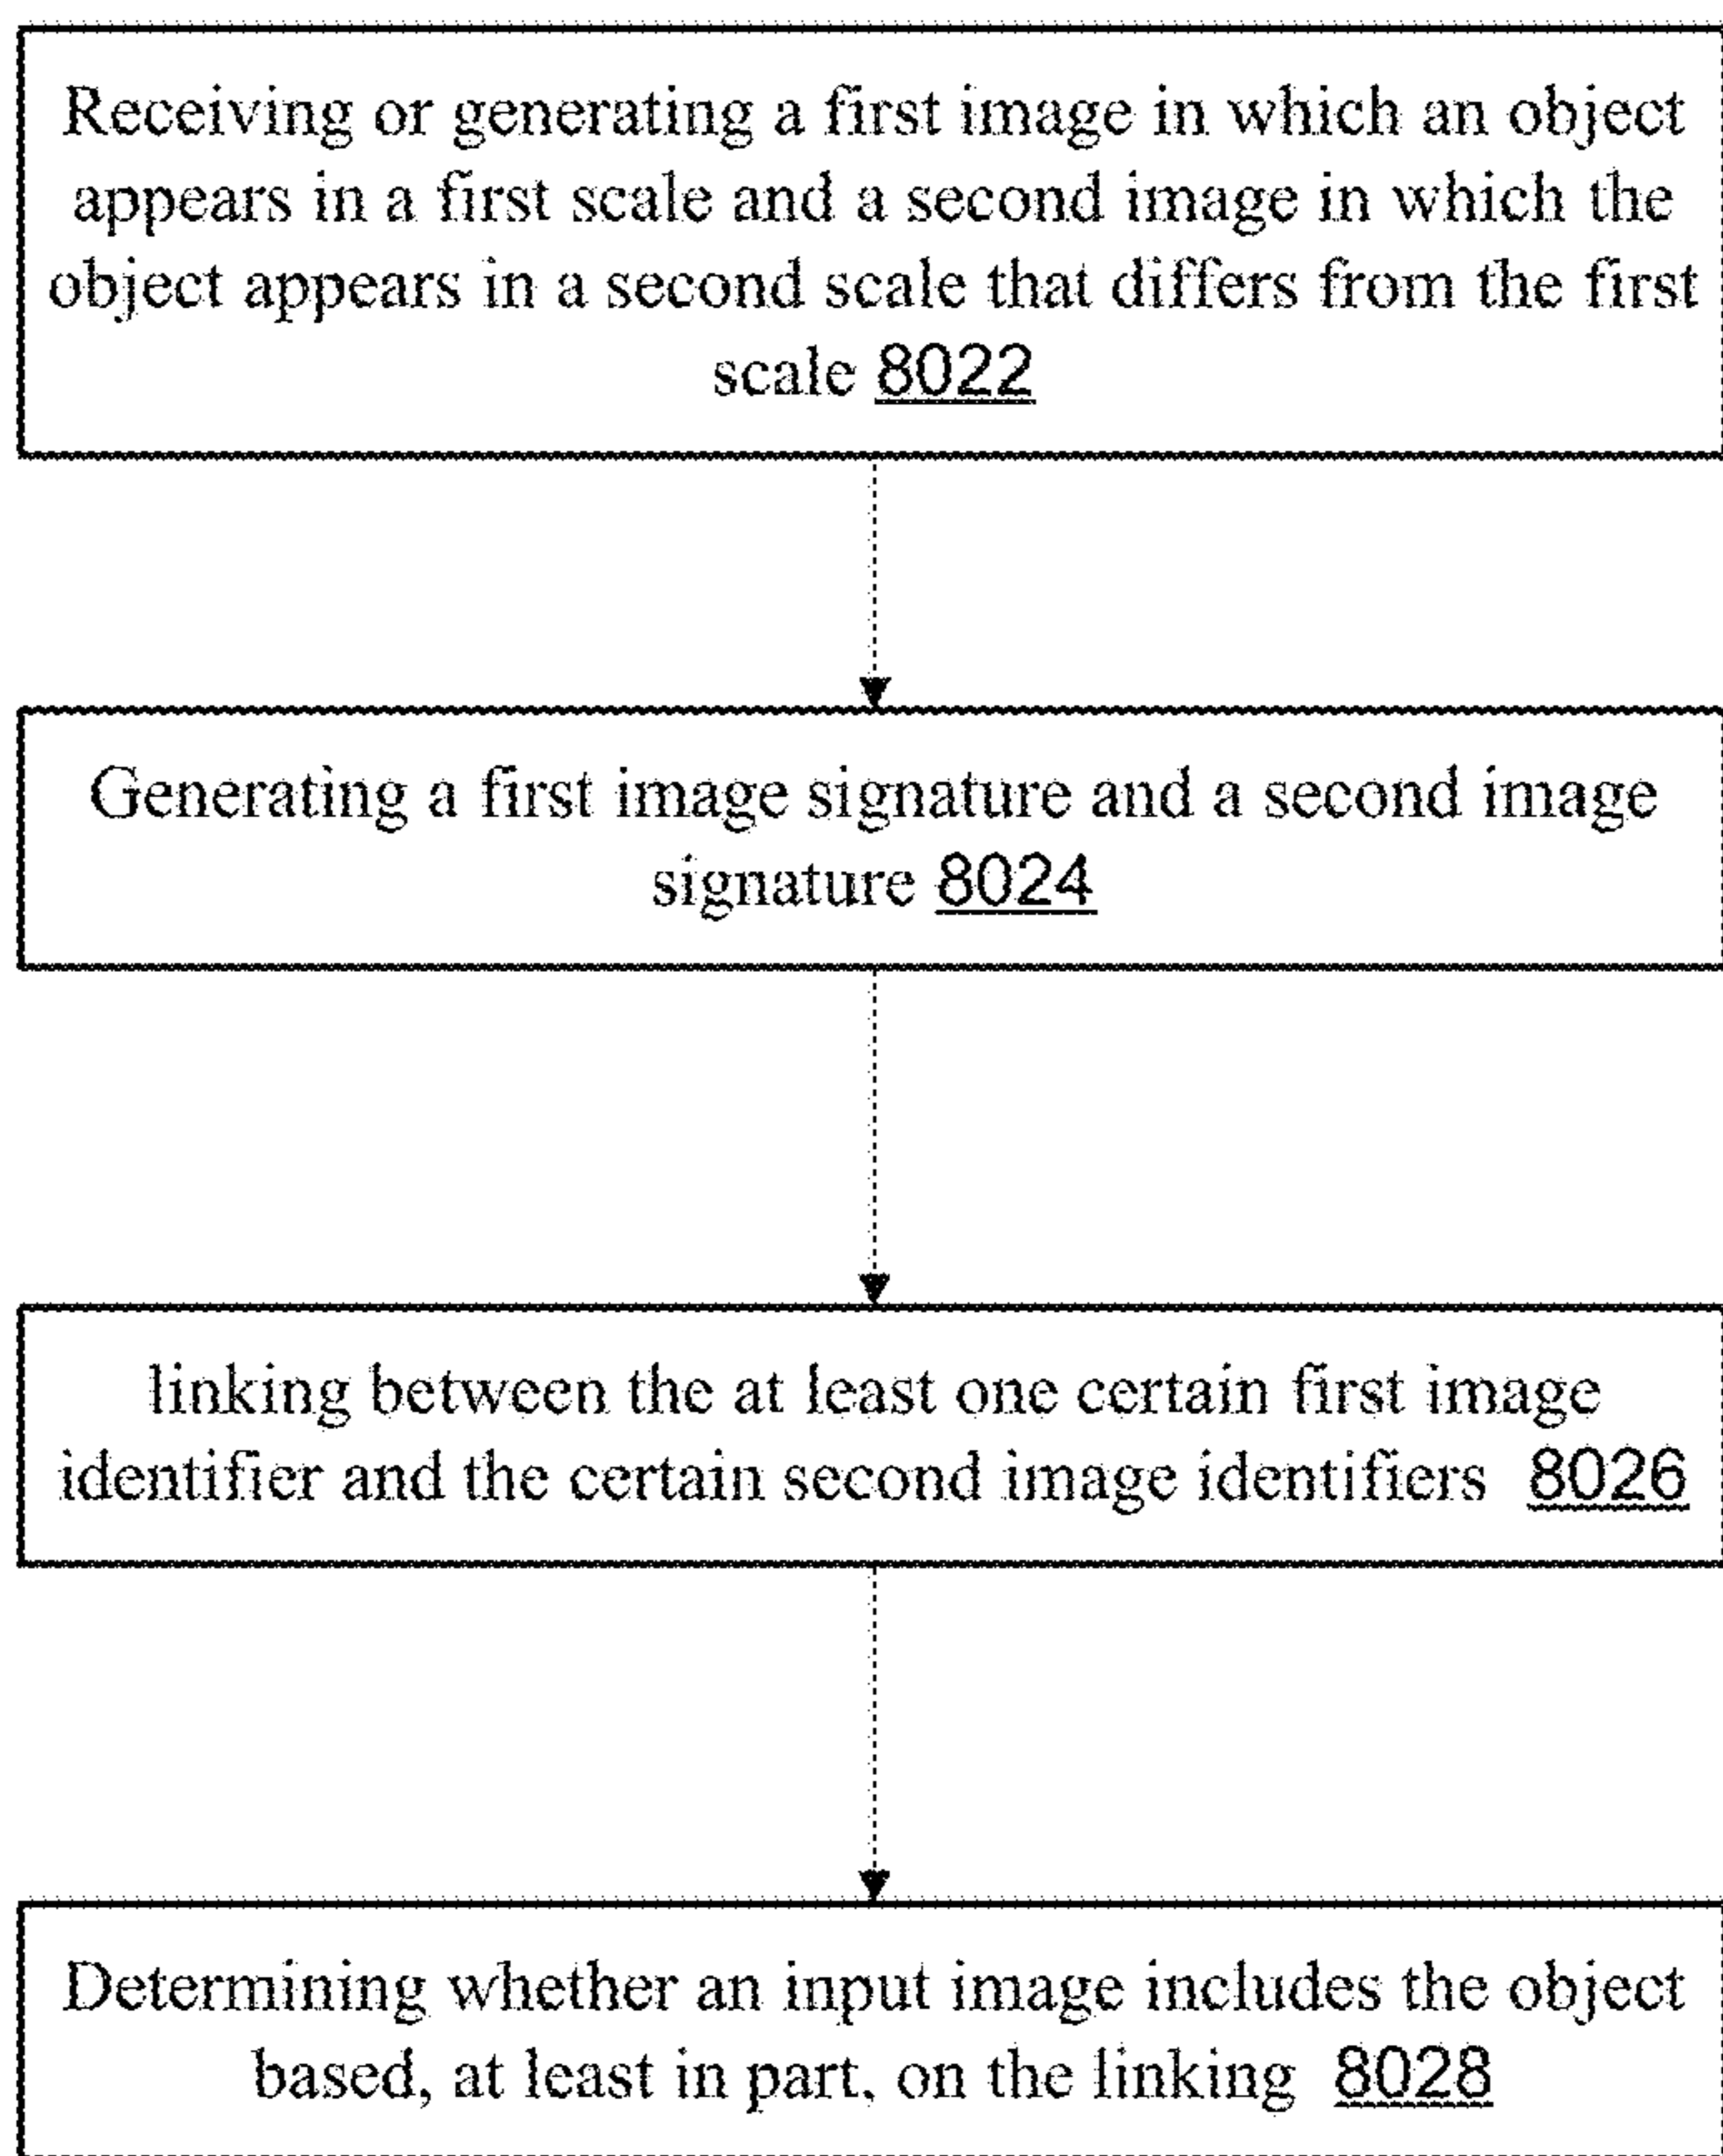 Receiving or generating a first image in which an object
appears in a first scale and a second image in which the
object appears in a second scale that differs from the first
scale 8022
Generating a first image signature and a second image
signature 8024
linking between the at least one certain first image
identifier and the certain second image identifiers 8026
Determining whether an input image includes the object
based, at least in part, on the linking 8028